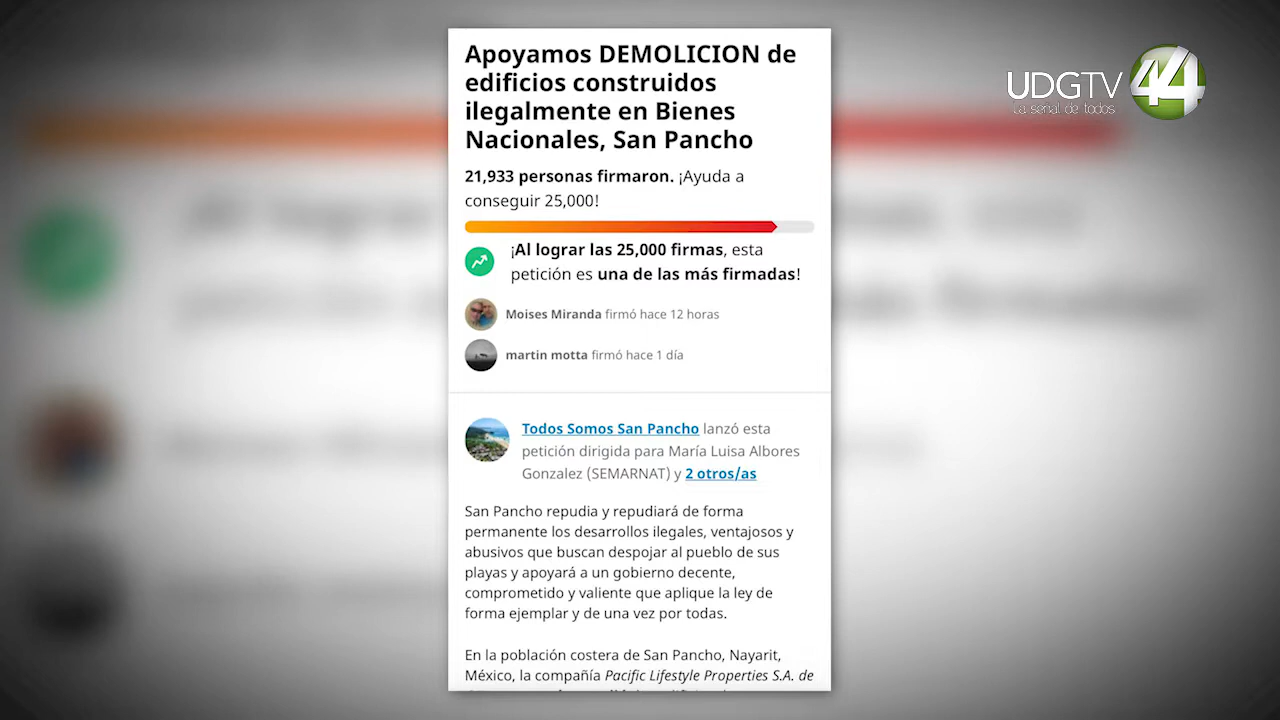 Apoyamos DEMOLICION de
edificios construidos
ilegalmente en Bienes
Nacionales, San Pancho
21,933 personas firmaron. ¡Ayuda a
conseguir 25,000!
¡Al lograr las 25,000 firmas, esta
petición es una de las más firmadas!
Moises Miranda firmó hace 12 horas
martin motta firmó hace 1 día
Todos Somos San Pancho lanzó esta
petición dirigida para María Luisa Albores
Gonzalez (SEMARNAT) y 2 otros/as
San Pancho repudia y repudiará de forma
permanente los desarrollos ilegales, ventajosos y
abusivos que buscan despojar al pueblo de sus
playas y apoyará a un gobierno decente,
comprometido y valiente que aplique la ley de
forma ejemplar y de una vez por todas.
En la población costera de San Pancho, Nayarit,
México, la compañía Pacific Lifestyle Properties S.A. de
UDGTV 44
La señal de todos